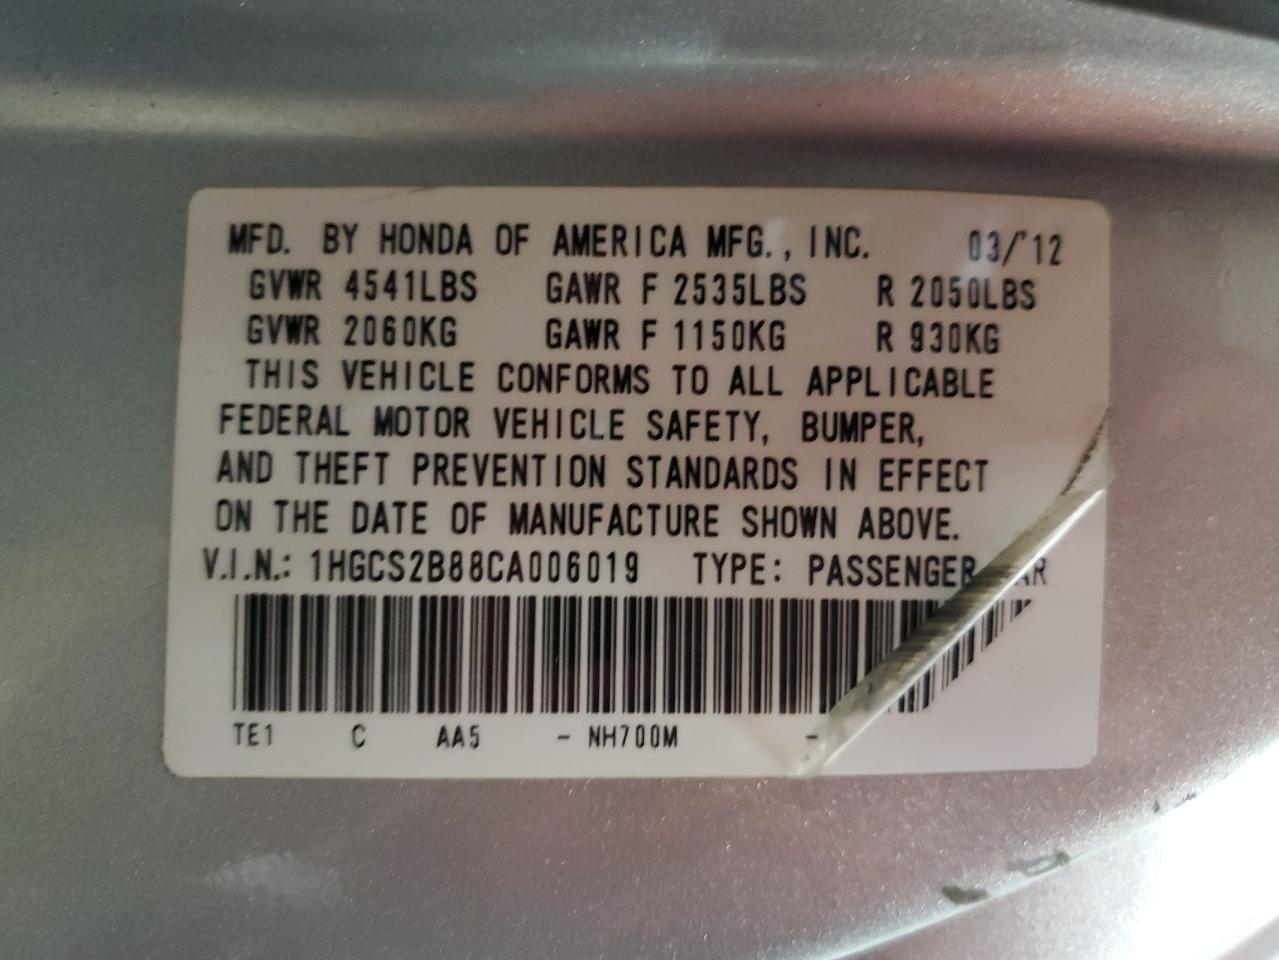 MFD. BY HONDA OF AMERICA MFG., INC. 03/'12
GVWR 4541LBS GAWR F 2535LBS R 2050LBS
GVWR 2060KG GAWR F 1150KG R 930KG
THIS VEHICLE CONFORMS TO ALL APPLICABLE
FEDERAL MOTOR VEHICLE SAFETY, BUMPER,
AND THEFT PREVENTION STANDARDS IN EFFECT
ON THE DATE OF MANUFACTURE SHOWN ABOVE.
V.I.N.: 1HGCS2B88CA006019 TYPE: PASSENGER
TE1 C AA5 - NH700M -